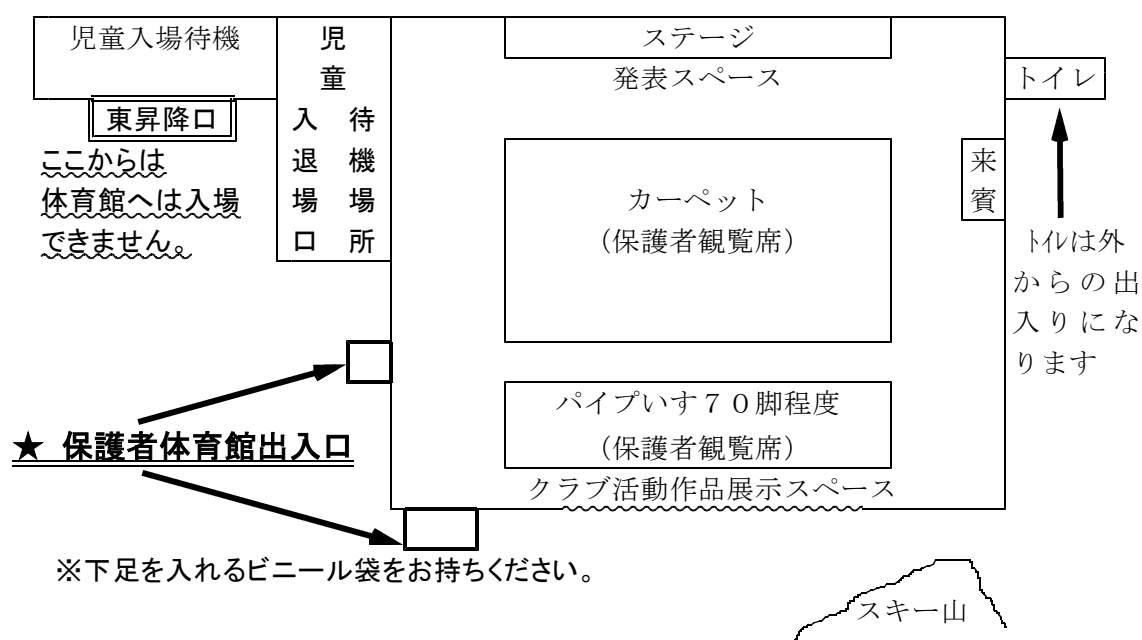 児童入場待機
児童
入退場口
待機場所
ステージ
発表スペース
トイレ
東昇降口
ここからは
体育館へは入場
できません。
カーペット
（保護者観覧席）
来賓
ﾄｲﾚは外
からの出
入りにな
ります
パイプいす７０脚程度
（保護者観覧席）
★ 保護者体育館出入口
クラブ活動作品展示スペース
※下足を入れるビニール袋をお持ちください。
スキー山